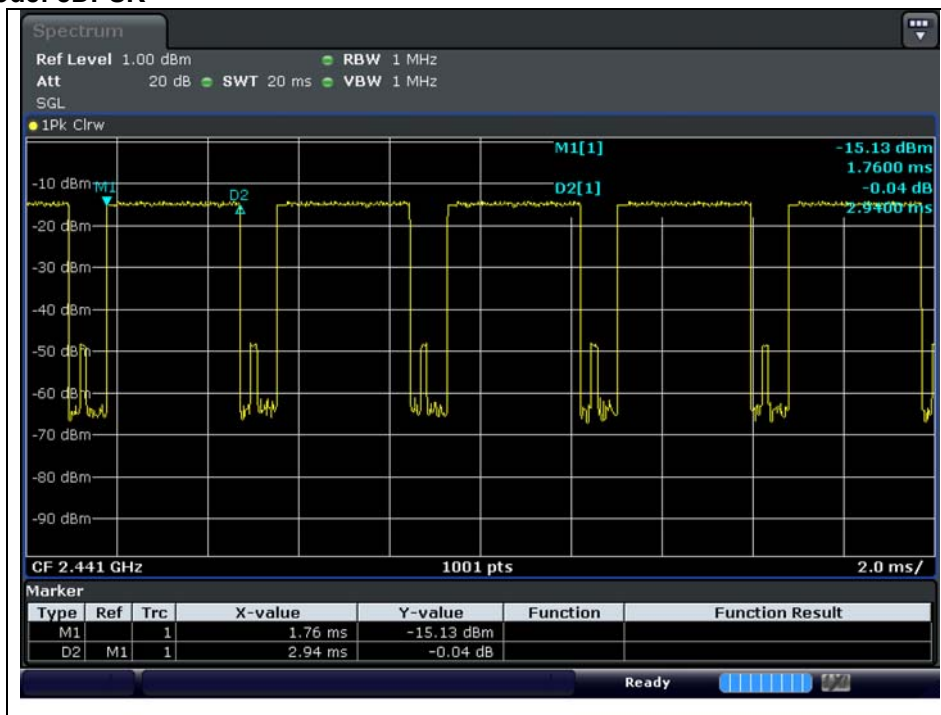 Spectrum
Ref Level 1.00 dBm RBW 1 MHz
Att 20 dB SWT 20 ms VBW 1 MHz
SGL
1Pk Clrw
M1[1] -15.13 dBm
1.7600 ms
D2[1] -0.04 dB
2.9400 ms
-10 dBm
M1
D2
-20 dBm
-30 dBm
-40 dBm
-50 dBm
-60 dBm
-70 dBm
-80 dBm
-90 dBm
CF 2.441 GHz 1001 pts 2.0 ms/
Marker
Type Ref Trc X-value Y-value Function Function Result
M1 1 1.76 ms -15.13 dBm
D2 M1 1 2.94 ms -0.04 dB
Ready